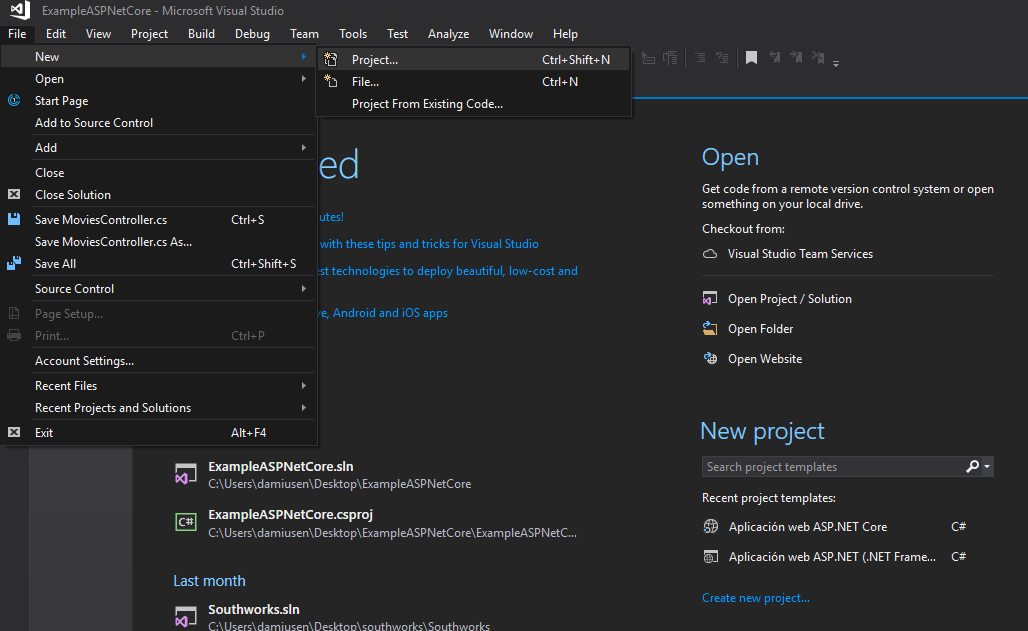 ExampleASPNetCore - Microsoft Visual Studio
File Edit View Project Build Debug Team Tools Test Analyze Window Help
New
Open
Start Page
Add to Source Control
Add
Close
Close Solution
Save MoviesController.cs Ctrl+S
Save MoviesController.cs As...
Save All Ctrl+Shift+S
Source Control
Page Setup...
Print... Ctrl+P
Account Settings...
Recent Files
Recent Projects and Solutions
Exit Alt+F4
Project... Ctrl+Shift+N
File... Ctrl+N
Project From Existing Code...
ed
utes!
with these tips and tricks for Visual Studio
st technologies to deploy beautiful, low-cost and
ve, Android and iOS apps
ExampleASPNetCore.sln
C:\Users\damiusen\Desktop\ExampleASPNetCore
C#
ExampleASPNetCore.csproj
C:\Users\damiusen\Desktop\ExampleASPNetCore\ExampleASPNetC...
Last month
Southworks.sln
C:\Users\damiusen\Desktop\southworks\Southworks
Open
Get code from a remote version control system or open
something on your local drive.
Checkout from:
Visual Studio Team Services
Open Project / Solution
Open Folder
Open Website
New project
Search project templates
Recent project templates:
Aplicación web ASP.NET Core C#
Aplicación web ASP.NET (.NET Frame... C#
Create new project...